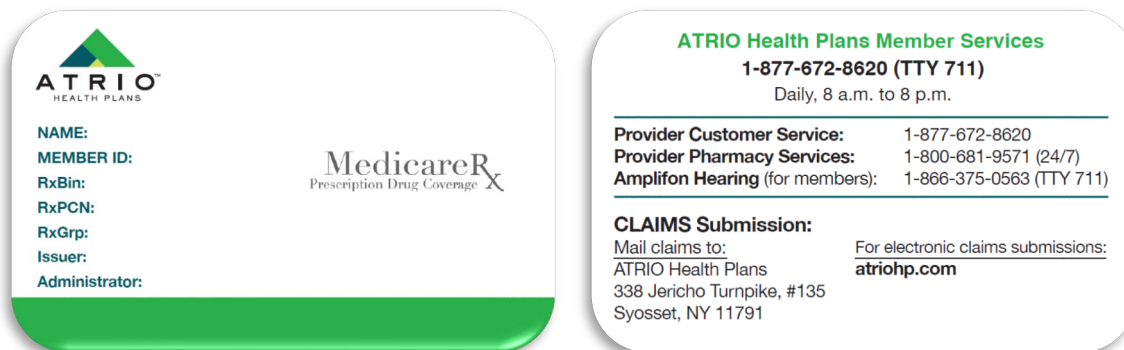 ATRIO™
HEALTH PLANS
NAME:
MEMBER ID:
RxBin:
RxPCN:
RxGrp:
Issuer:
Administrator:
MedicareRx
Prescription Drug Coverage
ATRIO Health Plans Member Services
1-877-672-8620 (TTY 711)
Daily, 8 a.m. to 8 p.m.
Provider Customer Service: 1-877-672-8620
Provider Pharmacy Services: 1-800-681-9571 (24/7)
Amplifon Hearing (for members): 1-866-375-0563 (TTY 711)
CLAIMS Submission:
Mail claims to:
ATRIO Health Plans
338 Jericho Turnpike, #135
Syosset, NY 11791
For electronic claims submissions:
atriohp.com